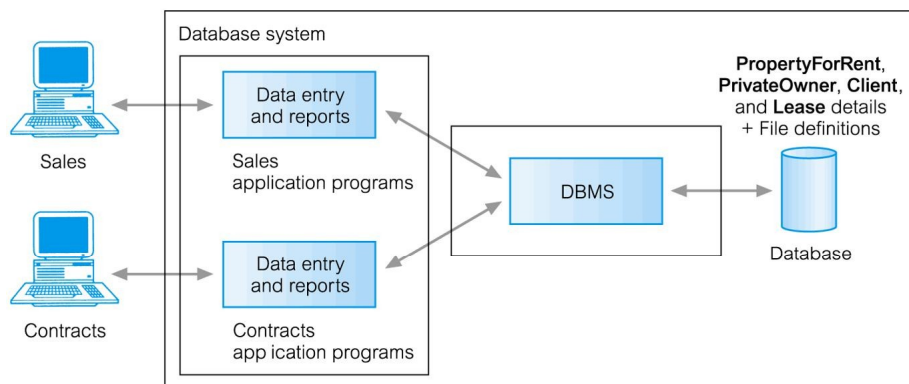 Database system
PropertyForRent,
PrivateOwner, Client,
and Lease details
+ File definitions
Data entry
and reports
Sales
Sales
application programs
DBMS
Database
Data entry
and reports
Contracts
Contracts
app ication programs